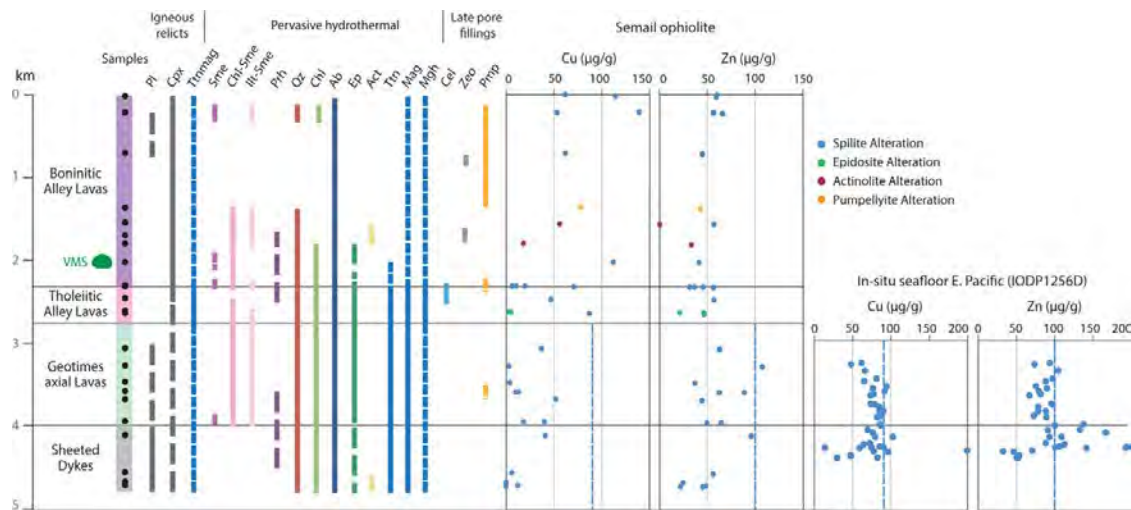 Igneous relicts
Pervasive hydrothermal
Late pore fillings
Semail ophiolite
Samples
Pl
Cpx
Ttnmag
Sme
Chl-Sme
Ill-Sme
Prh
Qz
Chl
Ab
Ep
Act
Ttn
Mag
Mgh
Cel
Zeo
Pmp
Cu (µg/g)
Zn (µg/g)
km
0 50 100 150
0 50 100 150
0
1
2
3
4
5
Boninitic Alley Lavas
VMS
Tholeiitic Alley Lavas
Geotimes axial Lavas
Sheeted Dykes
Spilite Alteration
Epidosite Alteration
Actinolite Alteration
Pumpellyite Alteration
In-situ seafloor E. Pacific (IODP1256D)
Cu (µg/g)
Zn (µg/g)
0 50 100 150 200
0 50 100 150 200